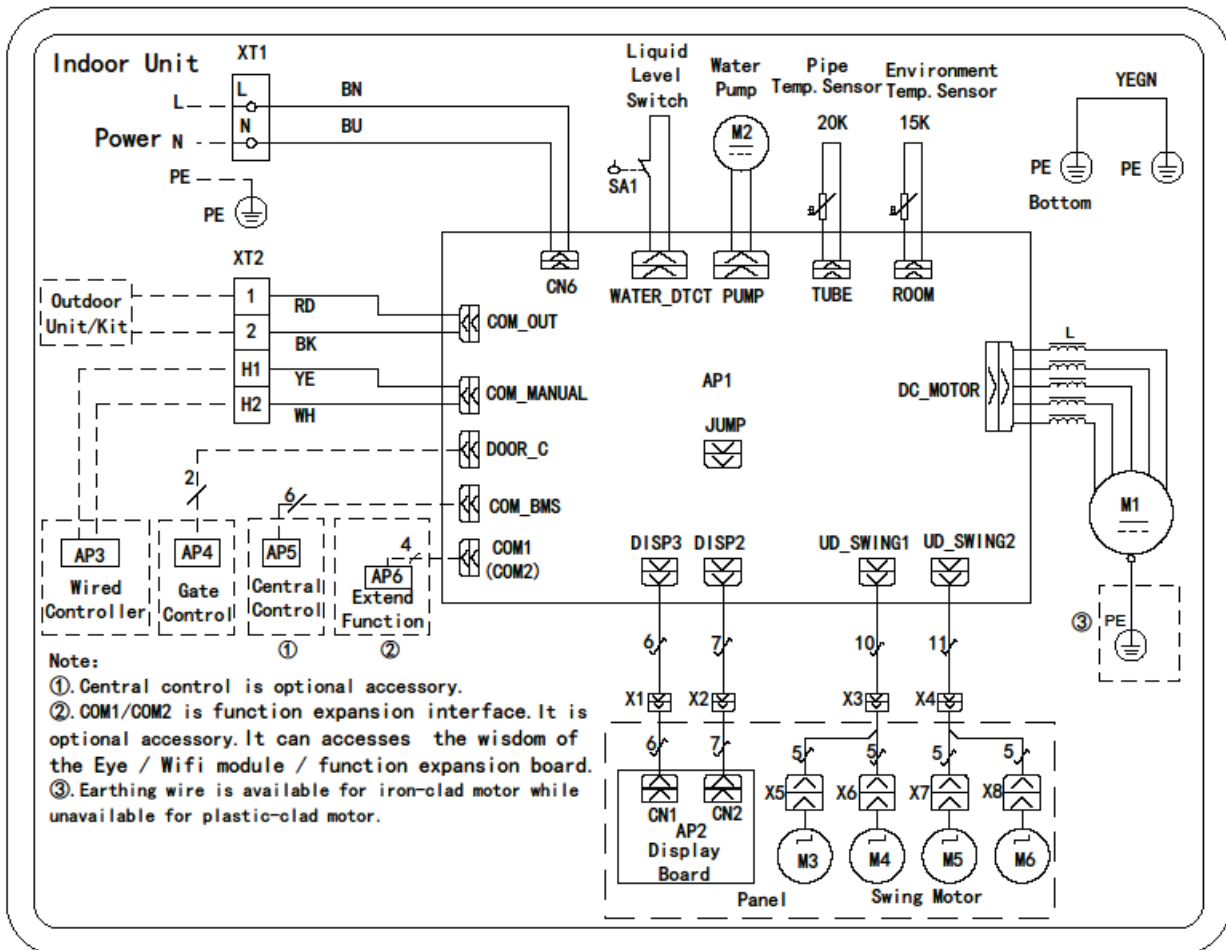 Indoor Unit
XT1
L
L
BN
Power N
N
BU
PE
PE
Liquid
Level
Switch
SA1
Water
Pump
M2
Pipe
Temp. Sensor
20K
Environment
Temp. Sensor
15K
YEGN
PE
PE
Bottom
XT2
Outdoor
Unit/Kit
1
RD
2
BK
H1
YE
H2
WH
CN6
WATER_DTCT
PUMP
TUBE
ROOM
COM_OUT
COM_MANUAL
DOOR_C
COM_BMS
COM1
(COM2)
AP1
JUMP
DC_MOTOR
L
M1
③
PE
2
6
4
AP3
Wired
Controller
AP4
Gate
Control
AP5
Central
Control
①
AP6
Extend
Function
②
DISP3
DISP2
UD_SWING1
UD_SWING2
6
7
10
11
X1
X2
X3
X4
6
7
5
5
5
5
X5
X6
X7
X8
CN1
CN2
AP2
Display
Board
M3
M4
M5
M6
Panel
Swing Motor
Note:
①. Central control is optional accessory.
②. COM1/COM2 is function expansion interface. It is
optional accessory. It can accesses the wisdom of
the Eye / Wifi module / function expansion board.
③. Earthing wire is available for iron-clad motor while
unavailable for plastic-clad motor.